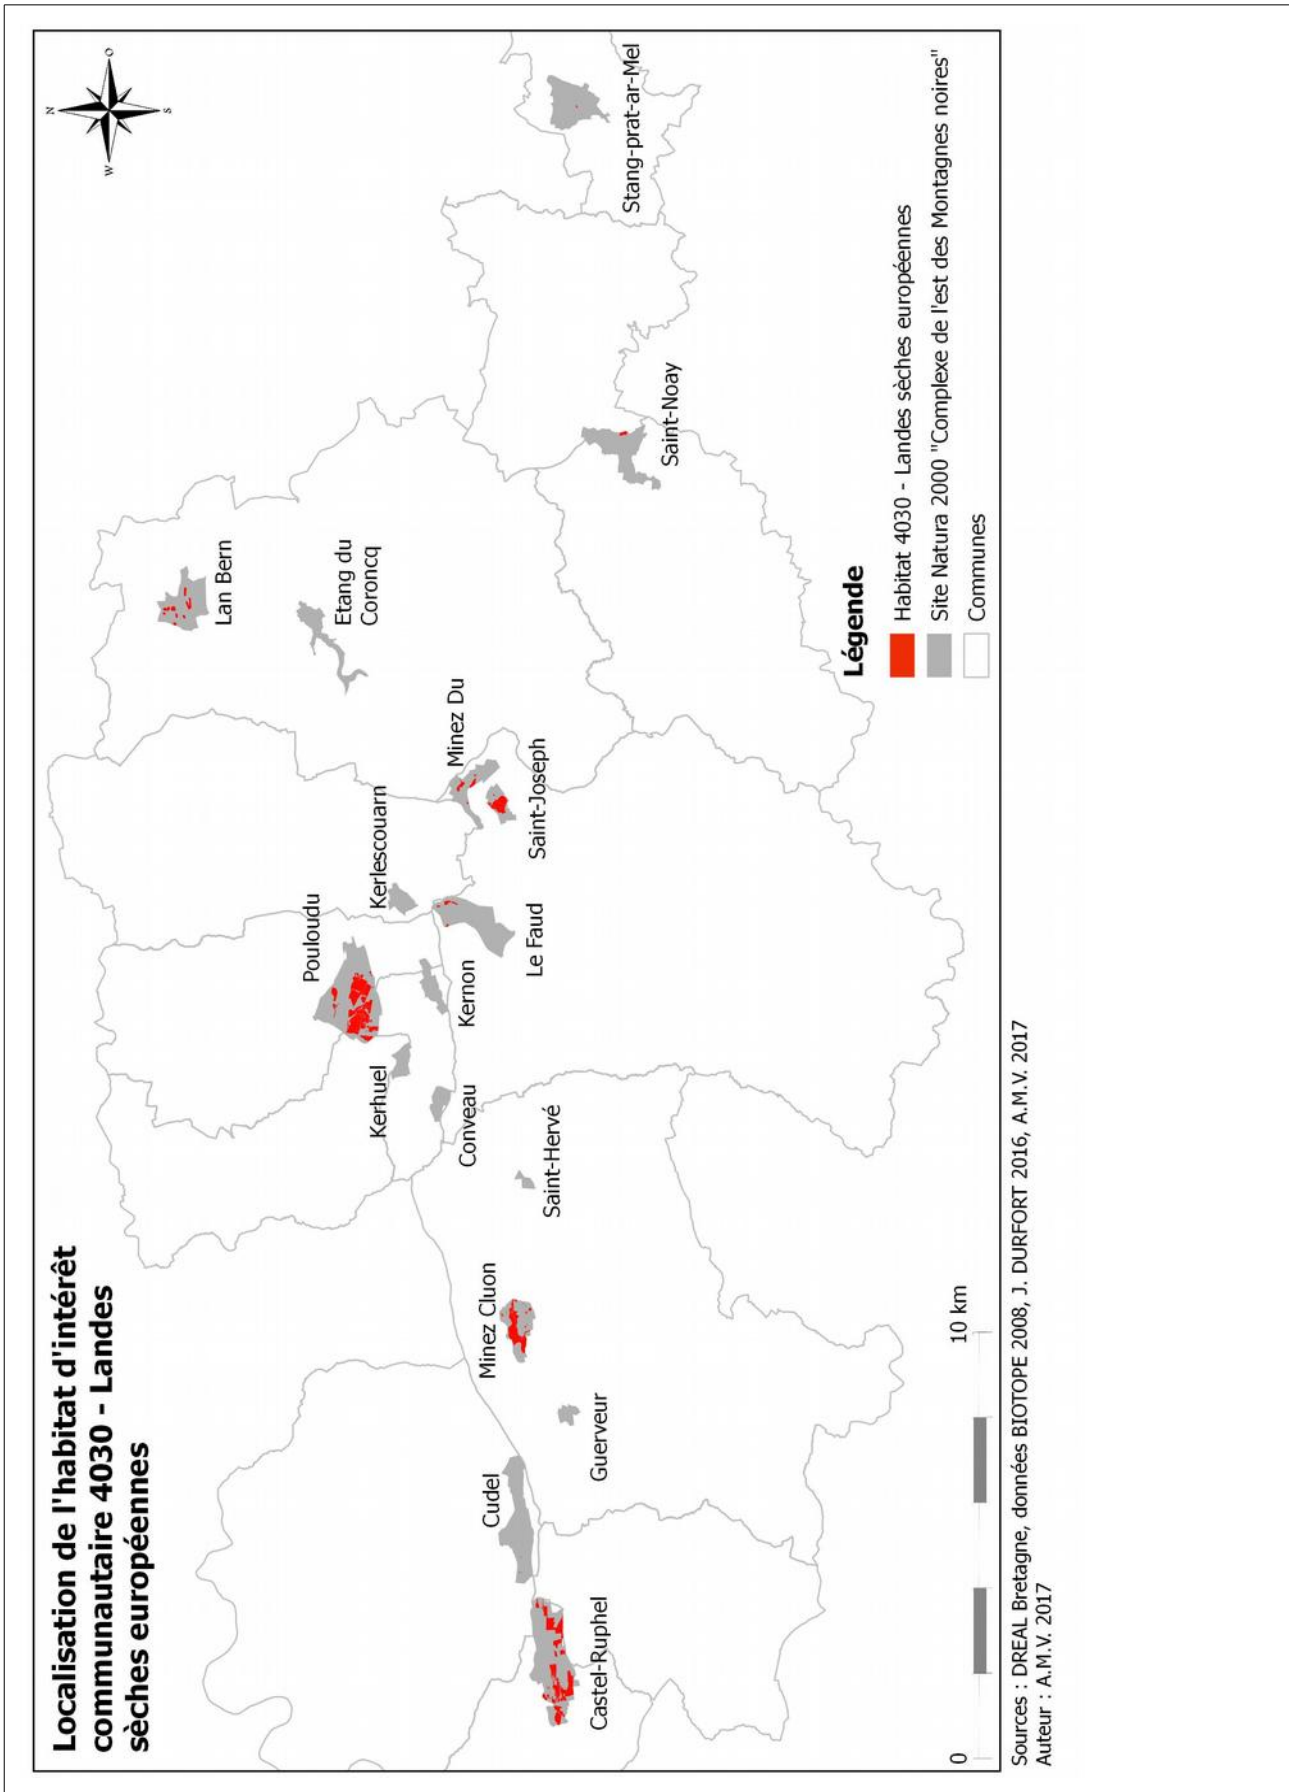 Localisation de l'habitat d'intérêt
communautaire 4030 - Landes
sèches européennes
N
W
O
S
Lan Bern
Etang du
Coroncq
Pouloudu
Kerlescouarn
Minez Du
Saint-Joseph
Le Faud
Kernon
Kerhuel
Conveau
Saint-Hervé
Minez Cluon
Guerveur
Cudel
Castel-Ruphel
Saint-Noay
Stang-prat-ar-Mel
Légende
Habitat 4030 - Landes sèches européennes
Site Natura 2000 "Complexe de l'est des Montagnes noires"
Communes
0
10 km
Sources : DREAL Bretagne, données BIOTOPE 2008, J. DURFORT 2016, A.M.V. 2017
Auteur : A.M.V. 2017